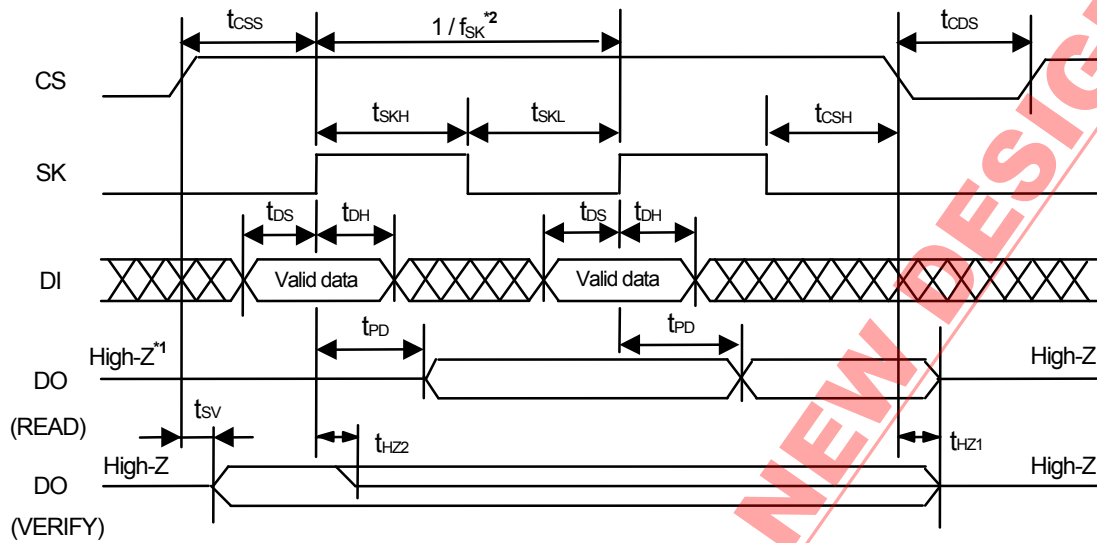 tCSS
1 / fSK*2
tCDS
CS
tSKH
tSKL
tCSH
SK
tDS
tDH
tDS
tDH
DI
Valid data
Valid data
tPD
tPD
High-Z*1
High-Z
DO
(READ)
tSV
tHZ2
tHZ1
High-Z
High-Z
DO
(VERIFY)
NEW DESIG